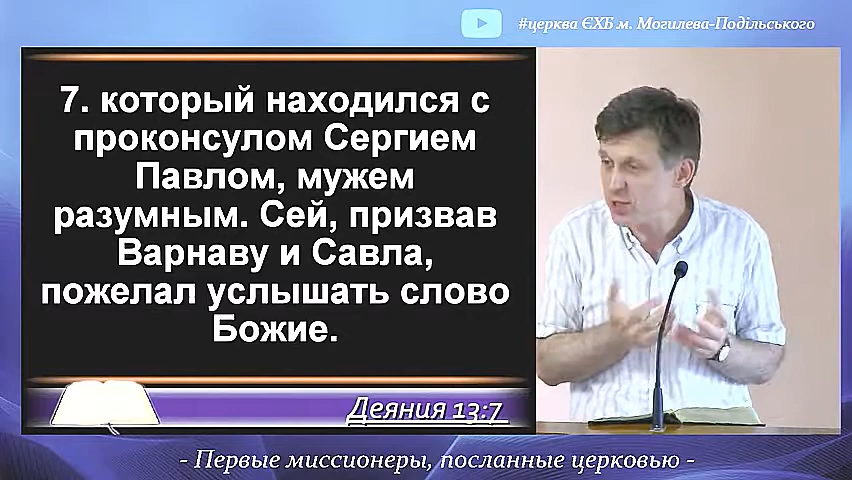 #церква ЄХБ м. Могилева-Подільського
7. который находился с
проконсулом Сергием
Павлом, мужем
разумным. Сей, призвав
Варнаву и Савла,
пожелал услышать слово
Божие.
Деяния 13:7
- Первые миссионеры, посланные церковью -